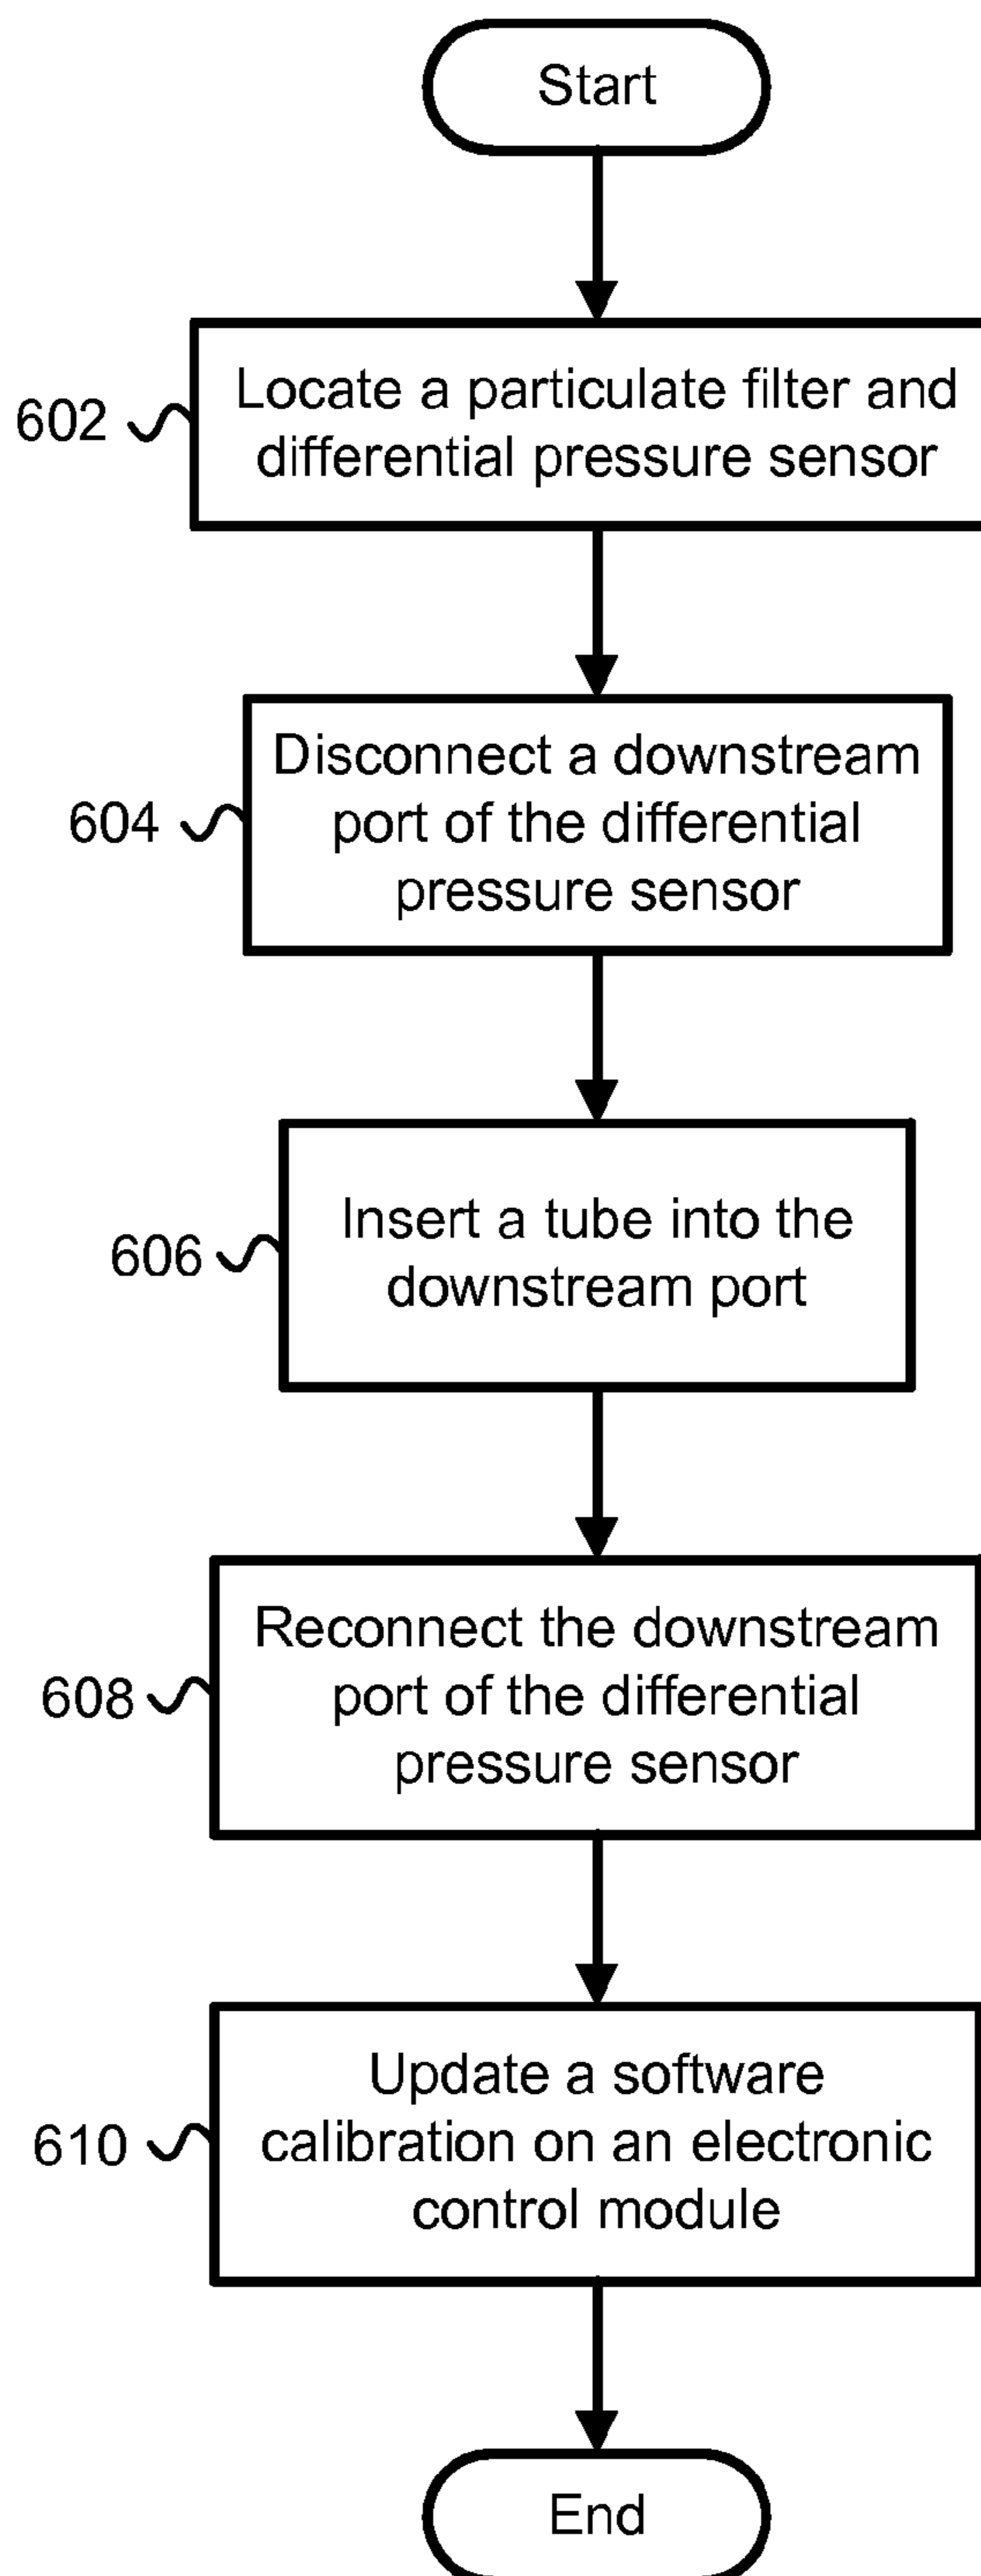 Start
602
Locate a particulate filter and
differential pressure sensor
604
Disconnect a downstream
port of the differential
pressure sensor
606
Insert a tube into the
downstream port
608
Reconnect the downstream
port of the differential
pressure sensor
610
Update a software
calibration on an electronic
control module
End